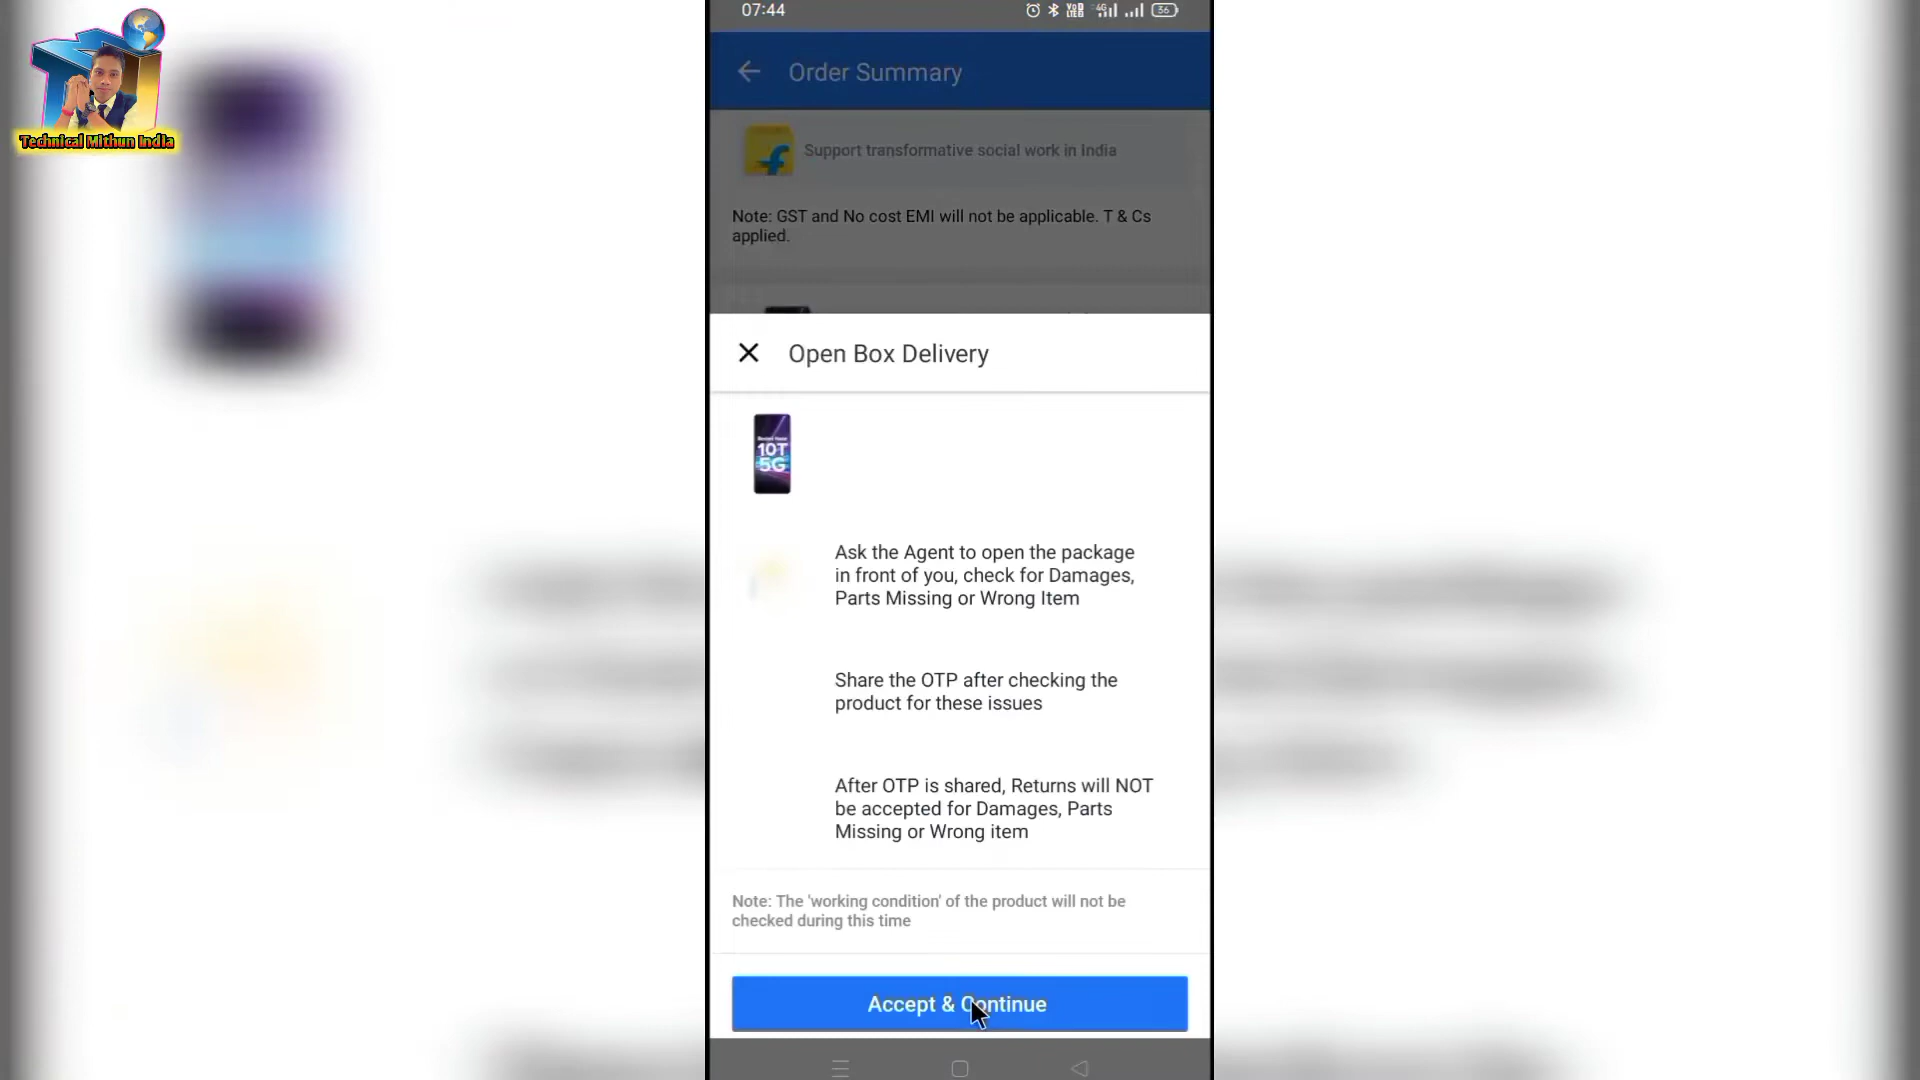 07:44
VoD LTED 4G 36
Technical Mithun India
Order Summary
Support transformative social work in India
Note: GST and No cost EMI will not be applicable. T & Cs
applied.
Open Box Delivery
10T
5G
Ask the Agent to open the package
in front of you, check for Damages,
Parts Missing or Wrong Item
Share the OTP after checking the
product for these issues
After OTP is shared, Returns will NOT
be accepted for Damages, Parts
Missing or Wrong item
Note: The 'working condition' of the product will not be
checked during this time
Accept & Continue